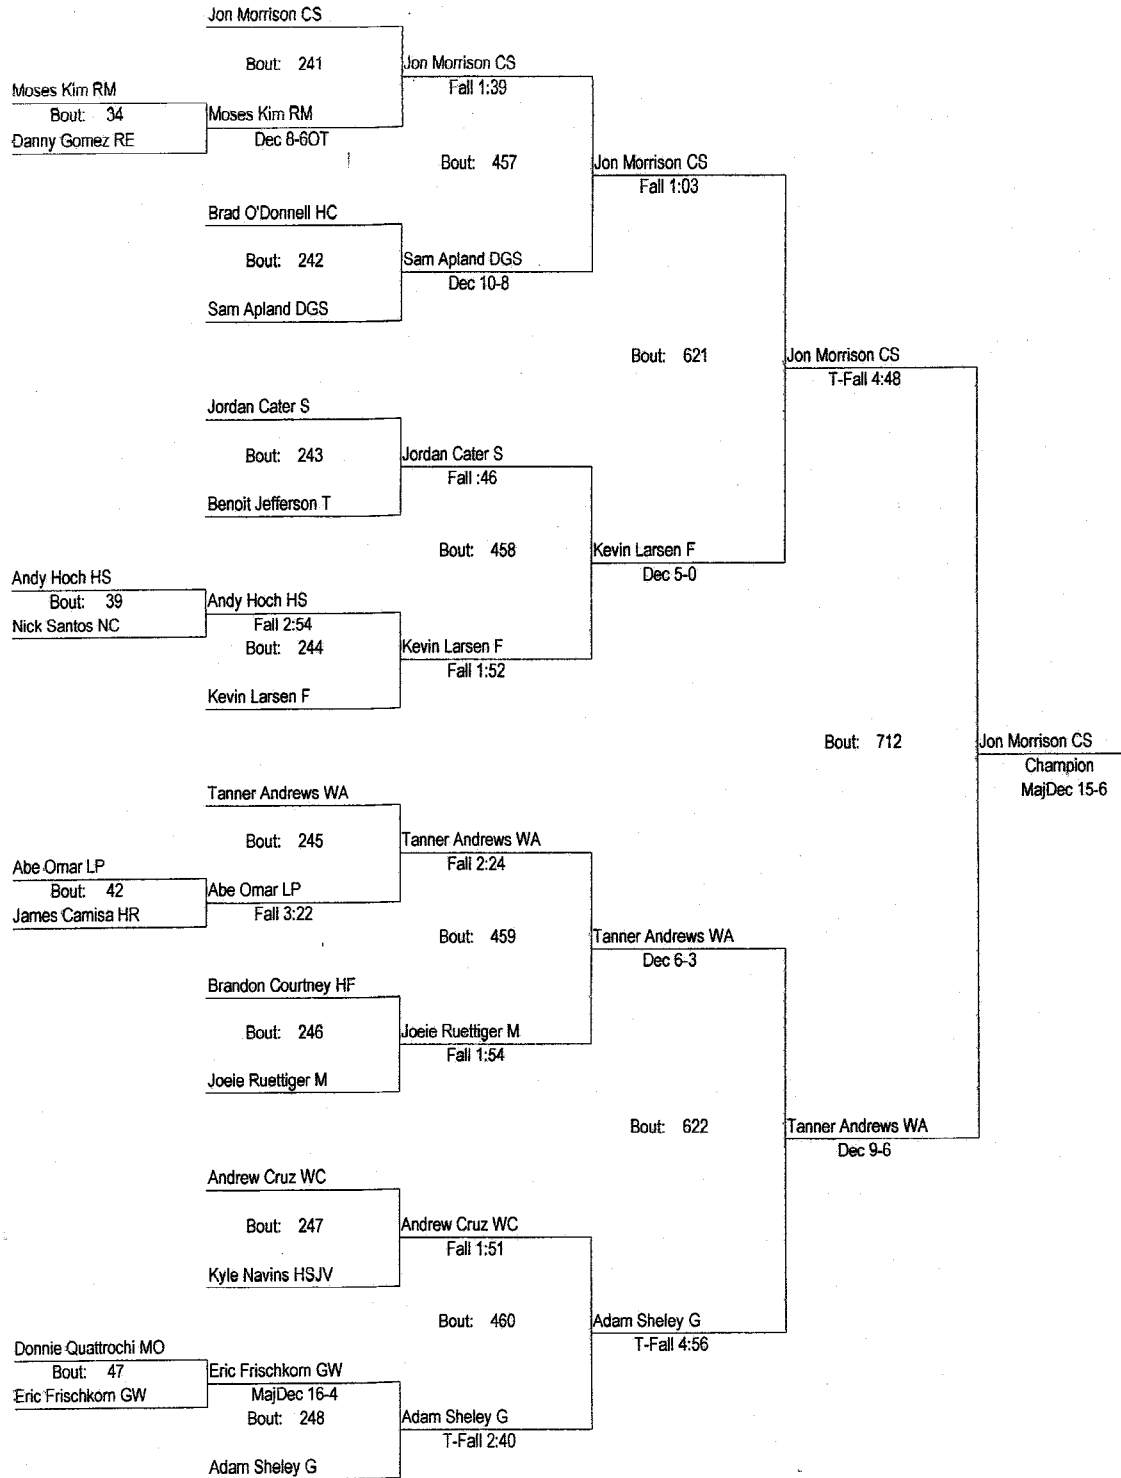 Jon Morrison CS
Bout: 241
Jon Morrison CS
Fall 1:39
Moses Kim RM
Bout: 34
Moses Kim RM
Danny Gomez RE
Dec 8-6OT
Bout: 457
Jon Morrison CS
Fall 1:03
Brad O'Donnell HC
Bout: 242
Sam Apland DGS
Dec 10-8
Sam Apland DGS
Bout: 621
Jon Morrison CS
T-Fall 4:48
Jordan Cater S
Bout: 243
Jordan Cater S
Fall :46
Benoit Jefferson T
Bout: 458
Kevin Larsen F
Dec 5-0
Andy Hoch HS
Bout: 39
Andy Hoch HS
Nick Santos NC
Fall 2:54
Bout: 244
Kevin Larsen F
Fall 1:52
Kevin Larsen F
Bout: 712
Jon Morrison CS
Champion
MajDec 15-6
Tanner Andrews WA
Bout: 245
Tanner Andrews WA
Fall 2:24
Abe Omar LP
Bout: 42
Abe Omar LP
James Camisa HR
Fall 3:22
Bout: 459
Tanner Andrews WA
Dec 6-3
Brandon Courtney HF
Bout: 246
Joeie Ruettiger M
Fall 1:54
Joeie Ruettiger M
Bout: 622
Tanner Andrews WA
Dec 9-6
Andrew Cruz WC
Bout: 247
Andrew Cruz WC
Fall 1:51
Kyle Navins HSJV
Bout: 460
Adam Sheley G
T-Fall 4:56
Donnie Quattrochi MO
Bout: 47
Eric Frischkorn GW
Eric Frischkorn GW
MajDec 16-4
Bout: 248
Adam Sheley G
T-Fall 2:40
Adam Sheley G